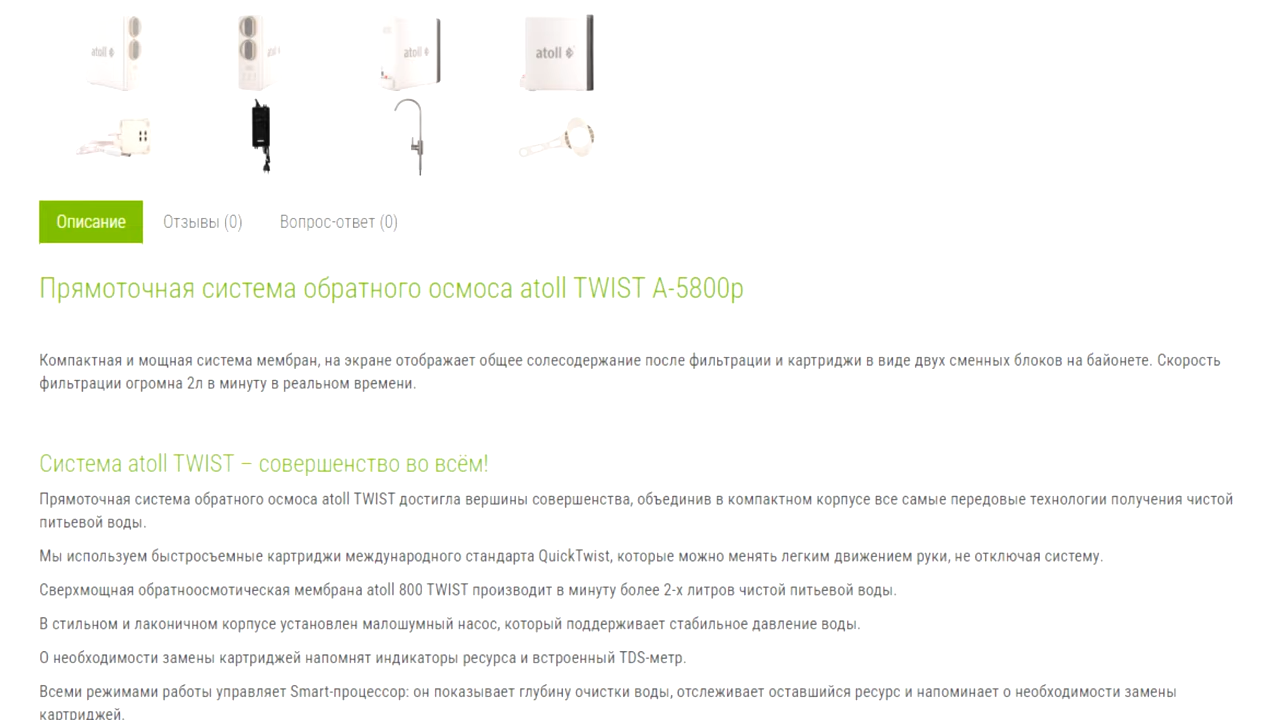 atoll
atoll
atoll
atoll
Описание
Отзывы (0)
Вопрос-ответ (0)
Прямоточная система обратного осмоса atoll TWIST A-5800p
Компактная и мощная система мембран, на экране отображает общее солесодержание после фильтрации и картриджи в виде двух сменных блоков на байонете. Скорость
фильтрации огромна 2л в минуту в реальном времени.
Система atoll TWIST – совершенство во всём!
Прямоточная система обратного осмоса atoll TWIST достигла вершины совершенства, объединив в компактном корпусе все самые передовые технологии получения чистой
питьевой воды.
Мы используем быстросъемные картриджи международного стандарта QuickTwist, которые можно менять легким движением руки, не отключая систему.
Сверхмощная обратноосмотическая мембрана atoll 800 TWIST производит в минуту более 2-х литров чистой питьевой воды.
В стильном и лаконичном корпусе установлен малошумный насос, который поддерживает стабильное давление воды.
О необходимости замены картриджей напомнят индикаторы ресурса и встроенный TDS-метр.
Всеми режимами работы управляет Smart-процессор: он показывает глубину очистки воды, отслеживает оставшийся ресурс и напоминает о необходимости замены
картриджей.